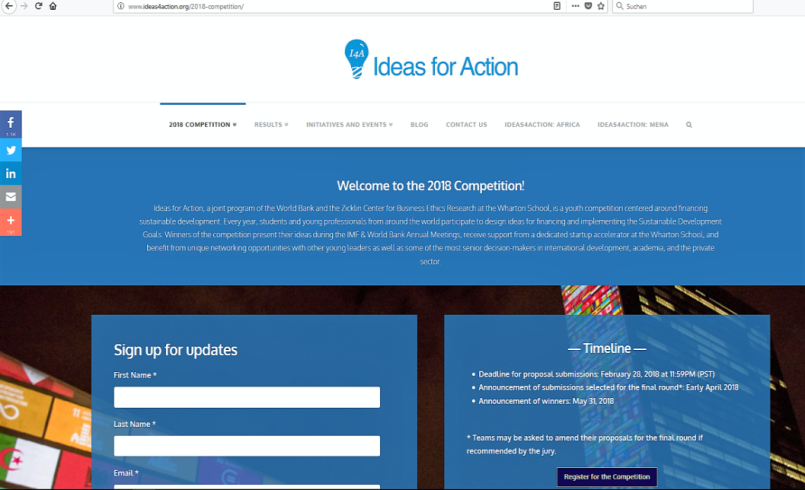 www.ideas4action.org/2018-competition/
Suchen
I4A
Ideas for Action
2018 COMPETITION
RESULTS
INITIATIVES AND EVENTS
BLOG
CONTACT US
IDEAS4ACTION: AFRICA
IDEAS4ACTION: MENA
Welcome to the 2018 Competition!
Ideas for Action, a joint program of the World Bank and the Zicklin Center for Business Ethics Research at the Wharton School, is a youth competition centered around financing
sustainable development. Every year, students and young professionals from around the world participate to design ideas for financing and implementing the Sustainable Development
Goals. Winners of the competition present their ideas during the IMF & World Bank Annual Meetings, receive support from a dedicated startup accelerator at the Wharton School, and
benefit from unique networking opportunities with other young leaders as well as some of the most senior decision-makers in international development, academia, and the private
sector.
Sign up for updates
First Name *
Last Name *
Email *
— Timeline —
• Deadline for proposal submissions: February 28, 2018 at 11:59PM (PST)
• Announcement of submissions selected for the final round*: Early April 2018
• Announcement of winners: May 31, 2018
* Teams may be asked to amend their proposals for the final round if
recommended by the jury.
Register for the Competition